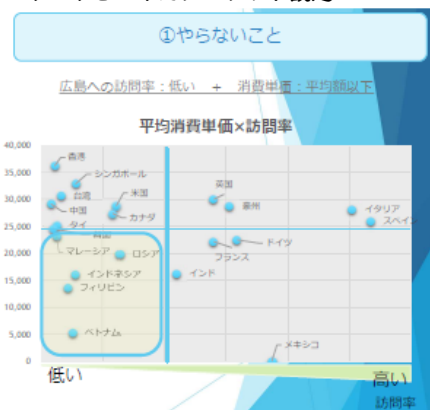 ①やらないこと
広島への訪問率：低い　+　消費単価：平均額以下
平均消費単価×訪問率
40,000
35,000
30,000
25,000
20,000
15,000
10,000
5,000
0
香港
シンガポール
台湾
米国
中国
カナダ
タイ
マレーシア
ロシア
インドネシア
フィリピン
ベトナム
英国
豪州
ドイツ
フランス
インド
メキシコ
イタリア
スペイン
低い
高い
訪問率